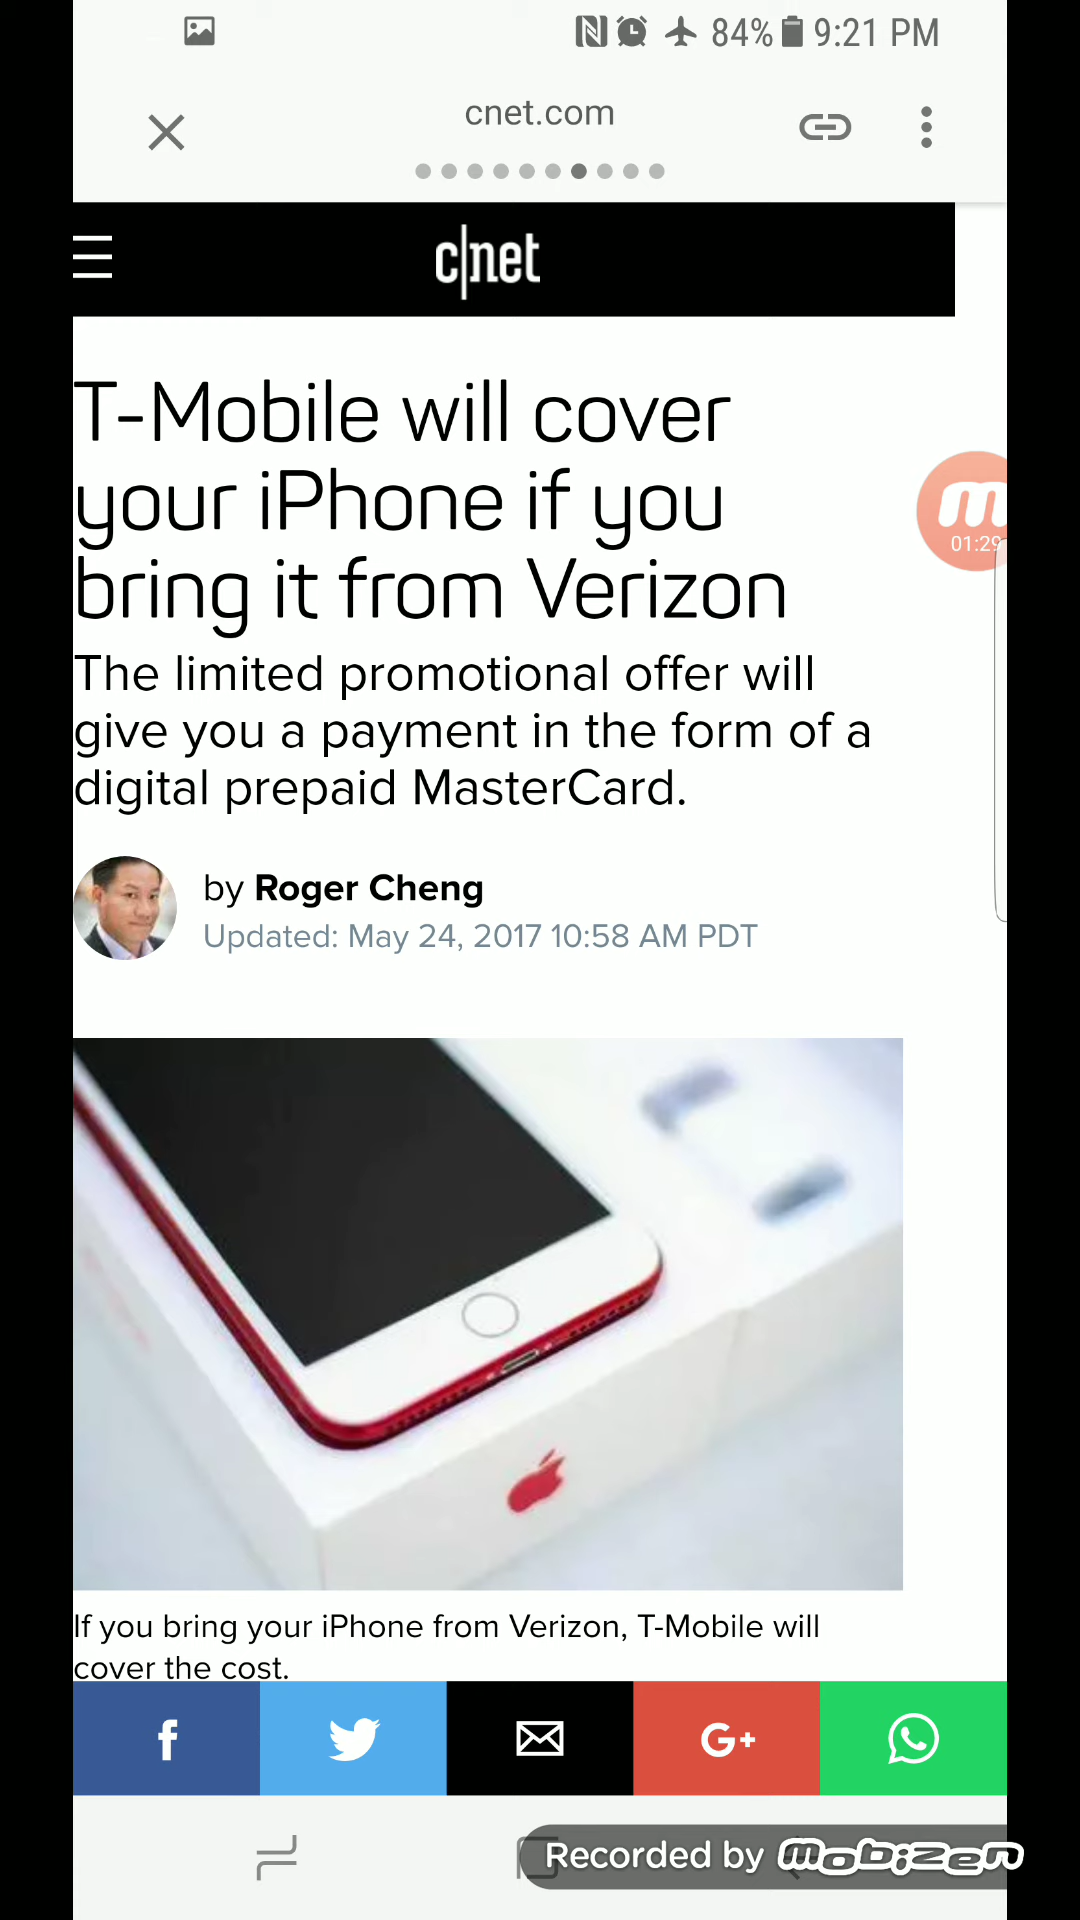 84% 9:21 PM
cnet.com
c|net
T-Mobile will cover
your iPhone if you
bring it from Verizon
01:29
The limited promotional offer will
give you a payment in the form of a
digital prepaid MasterCard.
by Roger Cheng
Updated: May 24, 2017 10:58 AM PDT
If you bring your iPhone from Verizon, T-Mobile will
cover the cost.
f G+
Recorded by mobizen